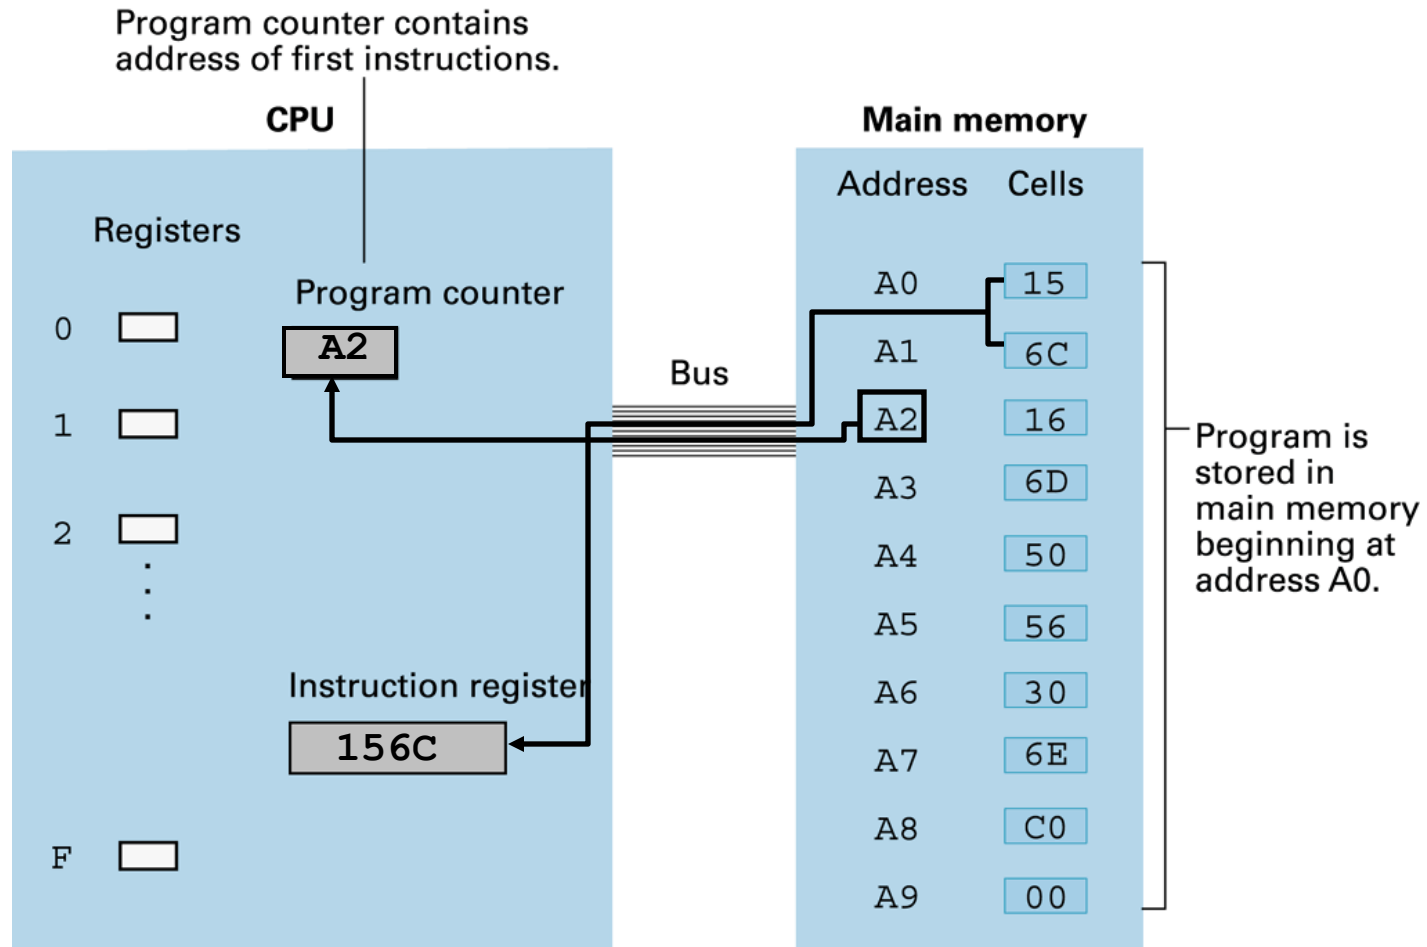 Program counter contains
address of first instructions.
CPU
Main memory
Address Cells
Registers
A0 15
Program counter
0
A2
A1 6C
Bus
1
A2 16
Program is
stored in
main memory
beginning at
address A0.
A3 6D
2
A4 50
A5 56
Instruction register
A6 30
156C
A7 6E
A8 C0
F
A9 00